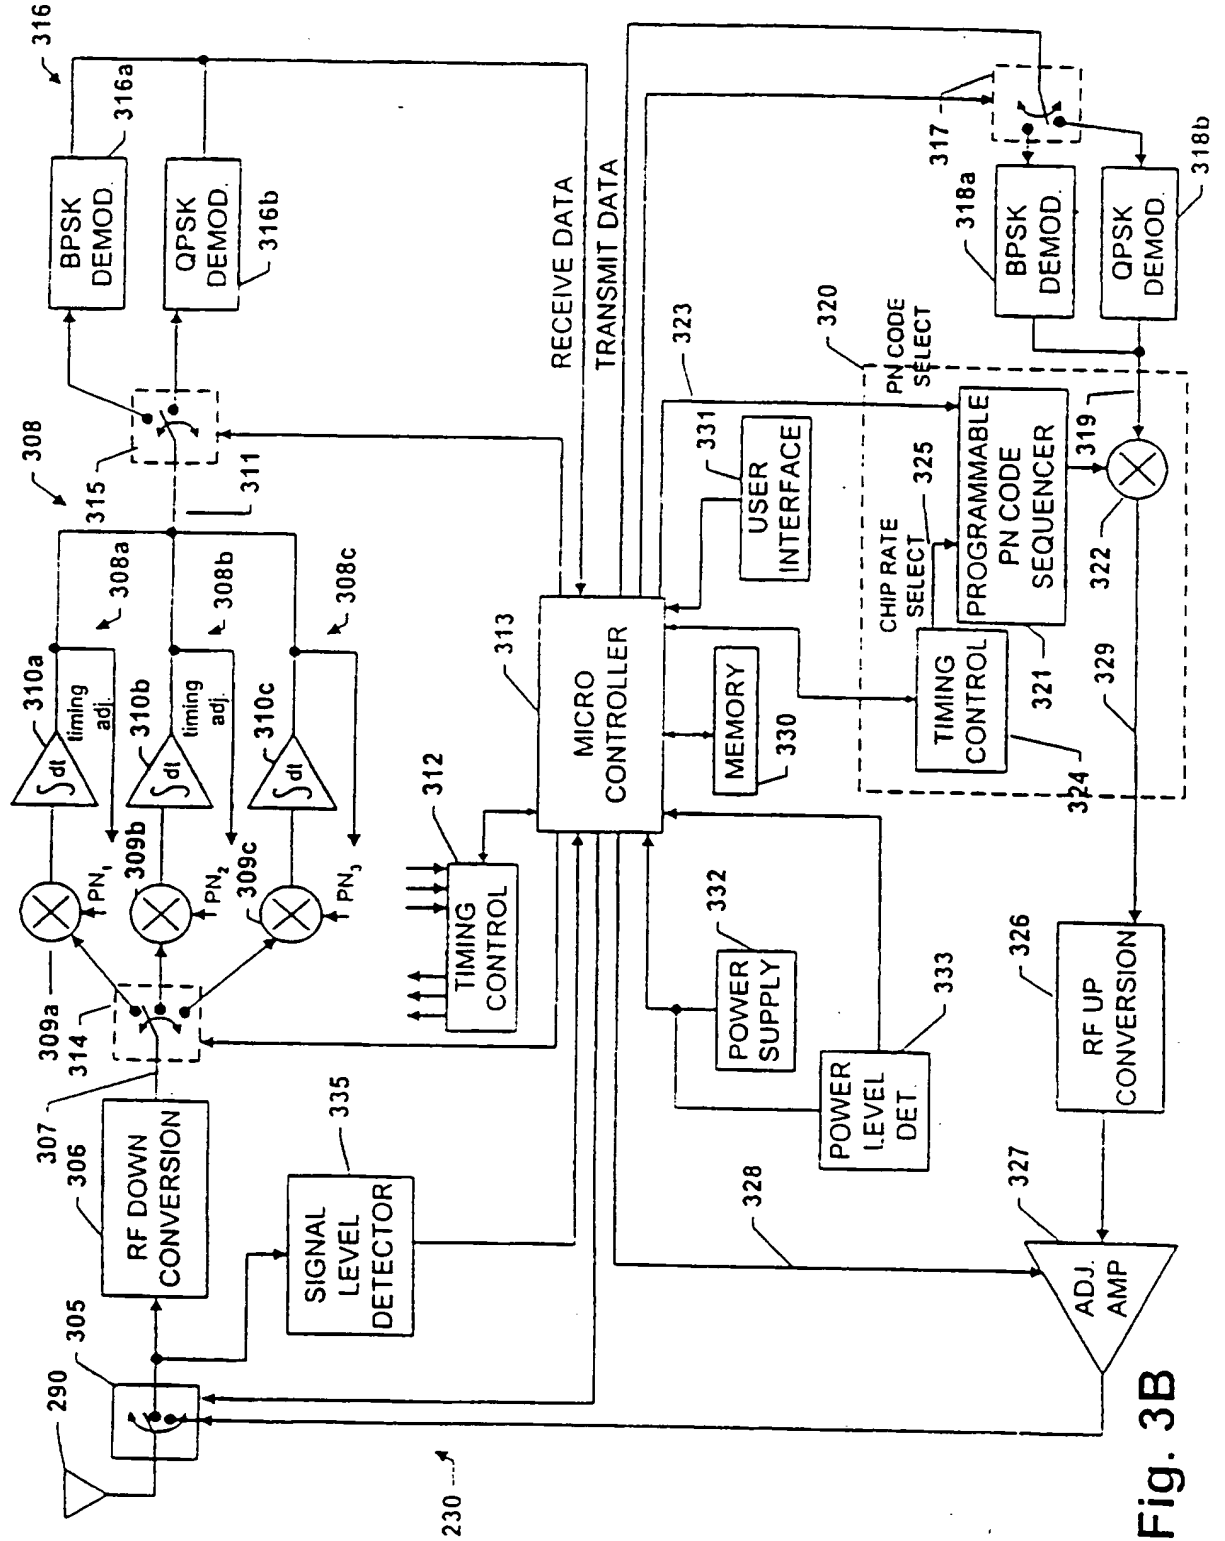 290
305
306
RF DOWN
CONVERSION
307
314
309a
309b
309c
PN1
PN2
PN3
310a
∫dt
timing
adj.
310b
∫dt
timing
adj.
310c
∫dt
308a
308b
308c
308
311
315
316
BPSK
DEMOD.
316a
QPSK
DEMOD.
316b
335
SIGNAL
LEVEL
DETECTOR
312
TIMING
CONTROL
313
MICRO
CONTROLLER
RECEIVE DATA
TRANSMIT DATA
323
331
USER
INTERFACE
MEMORY
330
332
POWER
SUPPLY
333
POWER
LEVEL
DET.
328
317
318a
BPSK
DEMOD.
QPSK
DEMOD.
318b
320
PN CODE
SELECT
CHIP RATE
SELECT
325
PROGRAMMABLE
PN CODE
SEQUENCER
321
TIMING
CONTROL
324
319
322
329
326
RF UP
CONVERSION
327
ADJ.
AMP
230
Fig. 3B